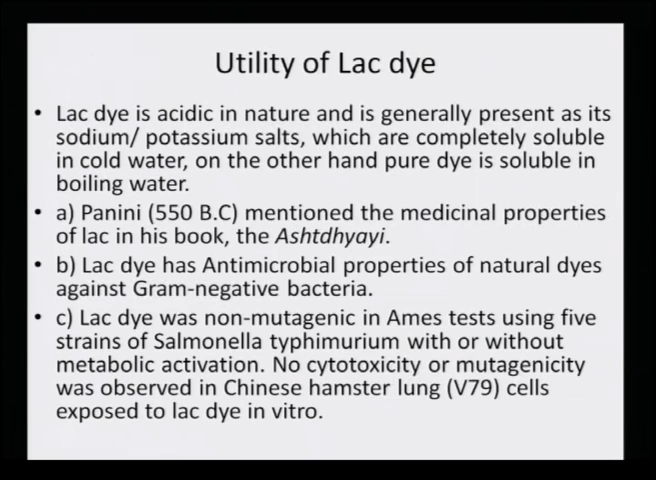 Utility of Lac dye
• Lac dye is acidic in nature and is generally present as its
sodium/ potassium salts, which are completely soluble
in cold water, on the other hand pure dye is soluble in
boiling water.
• a) Panini (550 B.C) mentioned the medicinal properties
of lac in his book, the Ashtdhyayi.
• b) Lac dye has Antimicrobial properties of natural dyes
against Gram-negative bacteria.
• c) Lac dye was non-mutagenic in Ames tests using five
strains of Salmonella typhimurium with or without
metabolic activation. No cytotoxicity or mutagenicity
was observed in Chinese hamster lung (V79) cells
exposed to lac dye in vitro.